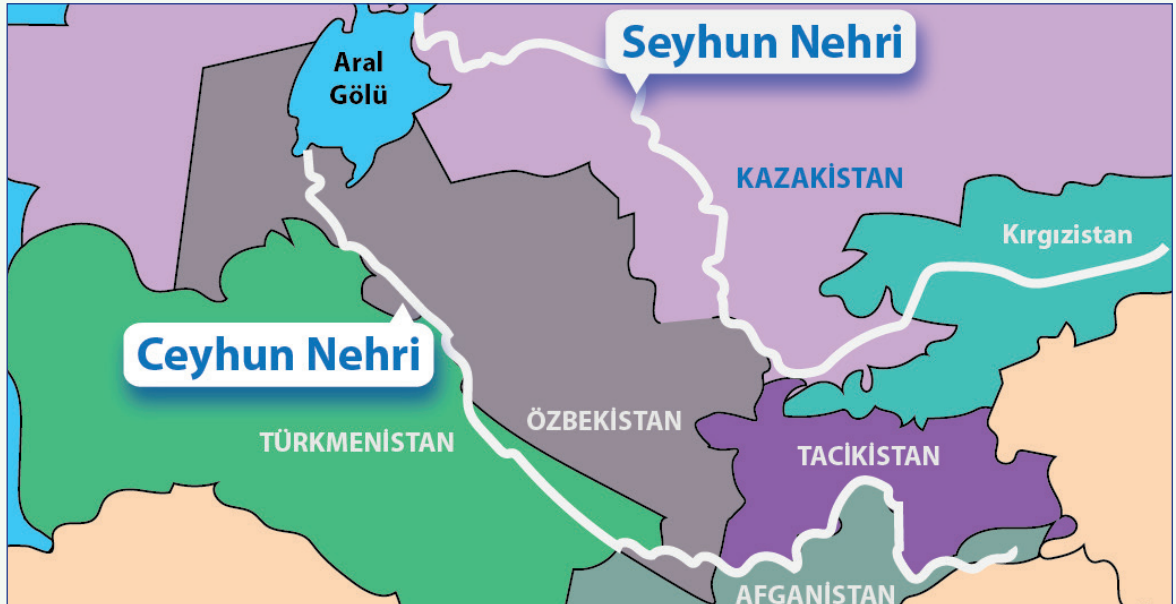 Seyhun Nehri
Aral
Gölü
KAZAKİSTAN
Kırgızistan
Ceyhun Nehri
ÖZBEKİSTAN
TÜRKMENİSTAN
TACİKİSTAN
AFGANİSTAN